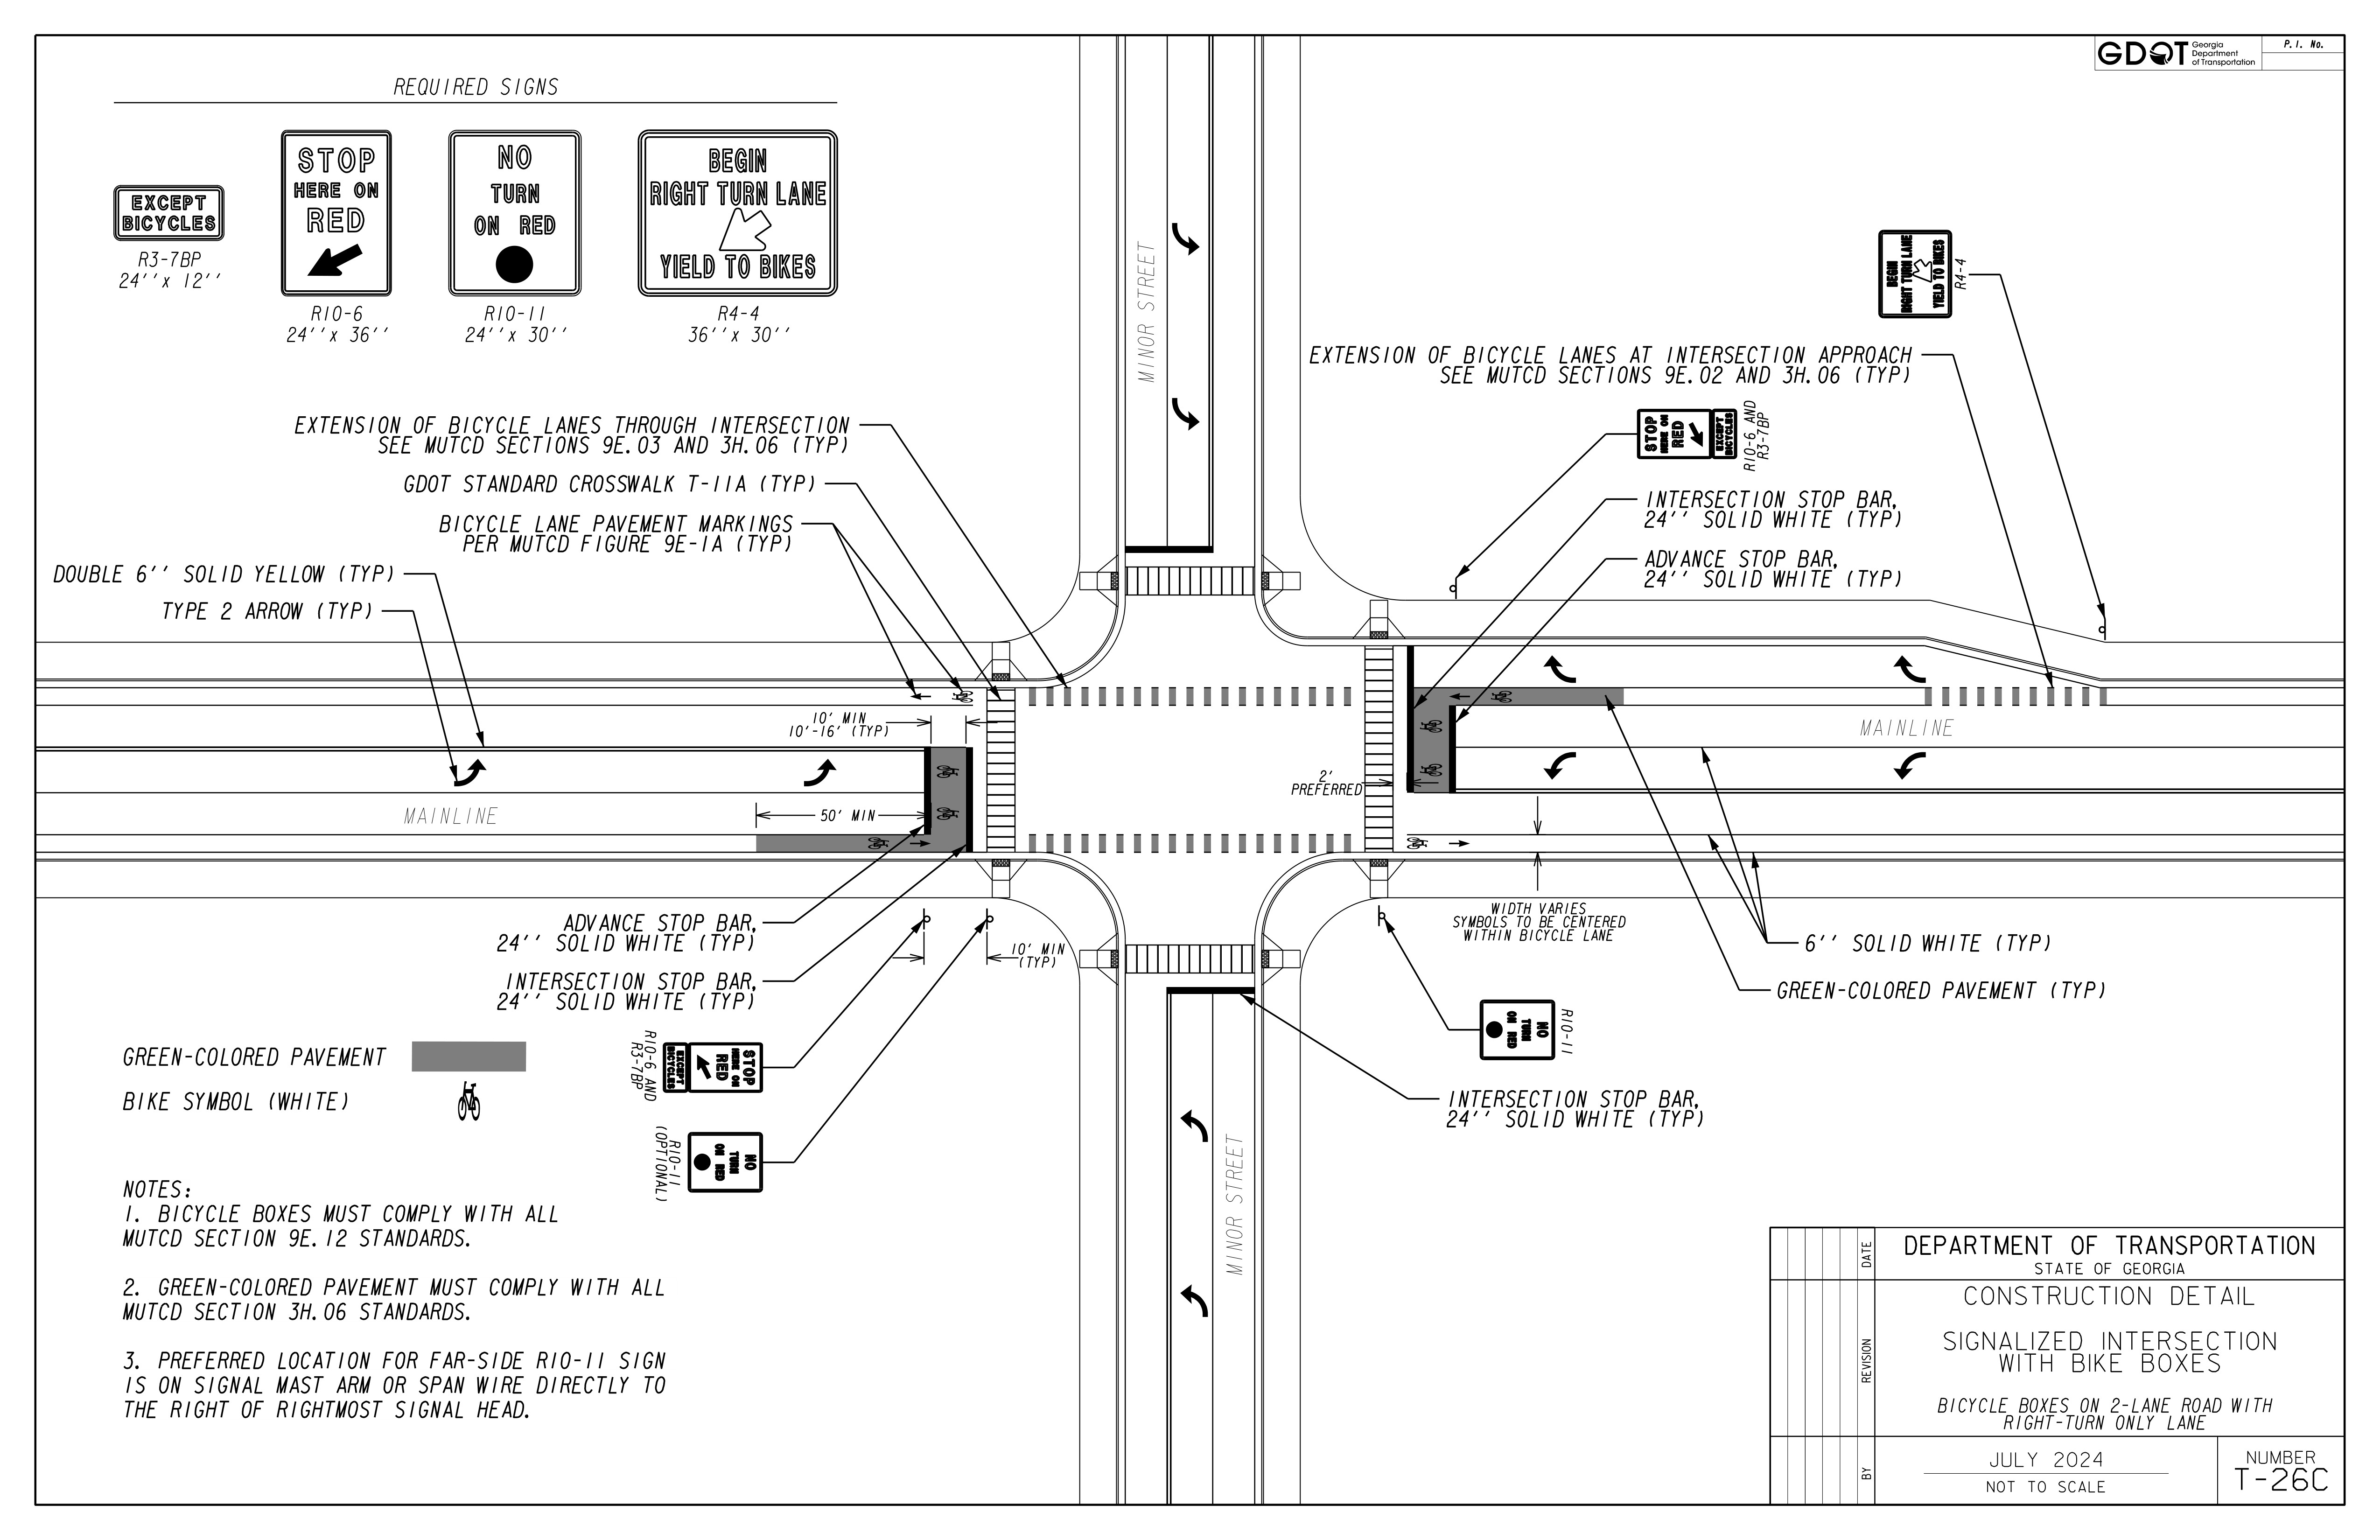 GDOT Georgia
Department
of Transportation
P.I. No.
REQUIRED SIGNS
EXCEPT
BICYCLES
R3-7BP
24''x 12''
STOP
HERE ON
RED
R10-6
24''x 36''
NO
TURN
ON RED
R10-11
24''x 30''
BEGIN
RIGHT TURN LANE
YIELD TO BIKES
R4-4
36''x 30''
MINOR STREET
BEGIN
RIGHT TURN LANE
YIELD TO BIKES
R4-4
EXTENSION OF BICYCLE LANES AT INTERSECTION APPROACH
SEE MUTCD SECTIONS 9E.02 AND 3H.06 (TYP)
EXTENSION OF BICYCLE LANES THROUGH INTERSECTION
SEE MUTCD SECTIONS 9E.03 AND 3H.06 (TYP)
STOP
HERE ON
RED
EXCEPT
BICYCLES
R10-6 AND
R3-7BP
GDOT STANDARD CROSSWALK T-11A (TYP)
INTERSECTION STOP BAR,
24'' SOLID WHITE (TYP)
BICYCLE LANE PAVEMENT MARKINGS
PER MUTCD FIGURE 9E-1A (TYP)
ADVANCE STOP BAR,
24'' SOLID WHITE (TYP)
DOUBLE 6'' SOLID YELLOW (TYP)
TYPE 2 ARROW (TYP)
10' MIN
10'-16' (TYP)
MAINLINE
2'
PREFERRED
MAINLINE
50' MIN
ADVANCE STOP BAR,
24'' SOLID WHITE (TYP)
10' MIN
(TYP)
WIDTH VARIES
SYMBOLS TO BE CENTERED
WITHIN BICYCLE LANE
6'' SOLID WHITE (TYP)
INTERSECTION STOP BAR,
24'' SOLID WHITE (TYP)
GREEN-COLORED PAVEMENT (TYP)
NO
TURN
ON RED
R10-11
GREEN-COLORED PAVEMENT
BIKE SYMBOL (WHITE)
STOP
HERE ON
RED
EXCEPT
BICYCLES
R10-6 AND
R3-7BP
INTERSECTION STOP BAR,
24'' SOLID WHITE (TYP)
NO
TURN
ON RED
R10-11
(OPTIONAL)
MINOR STREET
NOTES:
1. BICYCLE BOXES MUST COMPLY WITH ALL
MUTCD SECTION 9E.12 STANDARDS.
2. GREEN-COLORED PAVEMENT MUST COMPLY WITH ALL
MUTCD SECTION 3H.06 STANDARDS.
3. PREFERRED LOCATION FOR FAR-SIDE R10-11 SIGN
IS ON SIGNAL MAST ARM OR SPAN WIRE DIRECTLY TO
THE RIGHT OF RIGHTMOST SIGNAL HEAD.
DATE
REVISION
BY
DEPARTMENT OF TRANSPORTATION
STATE OF GEORGIA
CONSTRUCTION DETAIL
SIGNALIZED INTERSECTION
WITH BIKE BOXES
BICYCLE BOXES ON 2-LANE ROAD WITH
RIGHT-TURN ONLY LANE
JULY 2024
NOT TO SCALE
NUMBER
T-26C